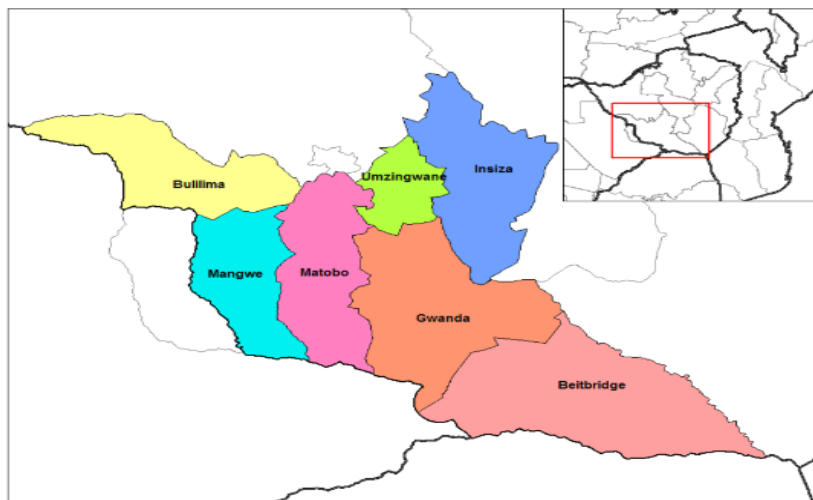 Insiza
Umzingwane
Bulilima
Mangwe
Matobo
Gwanda
Beitbridge